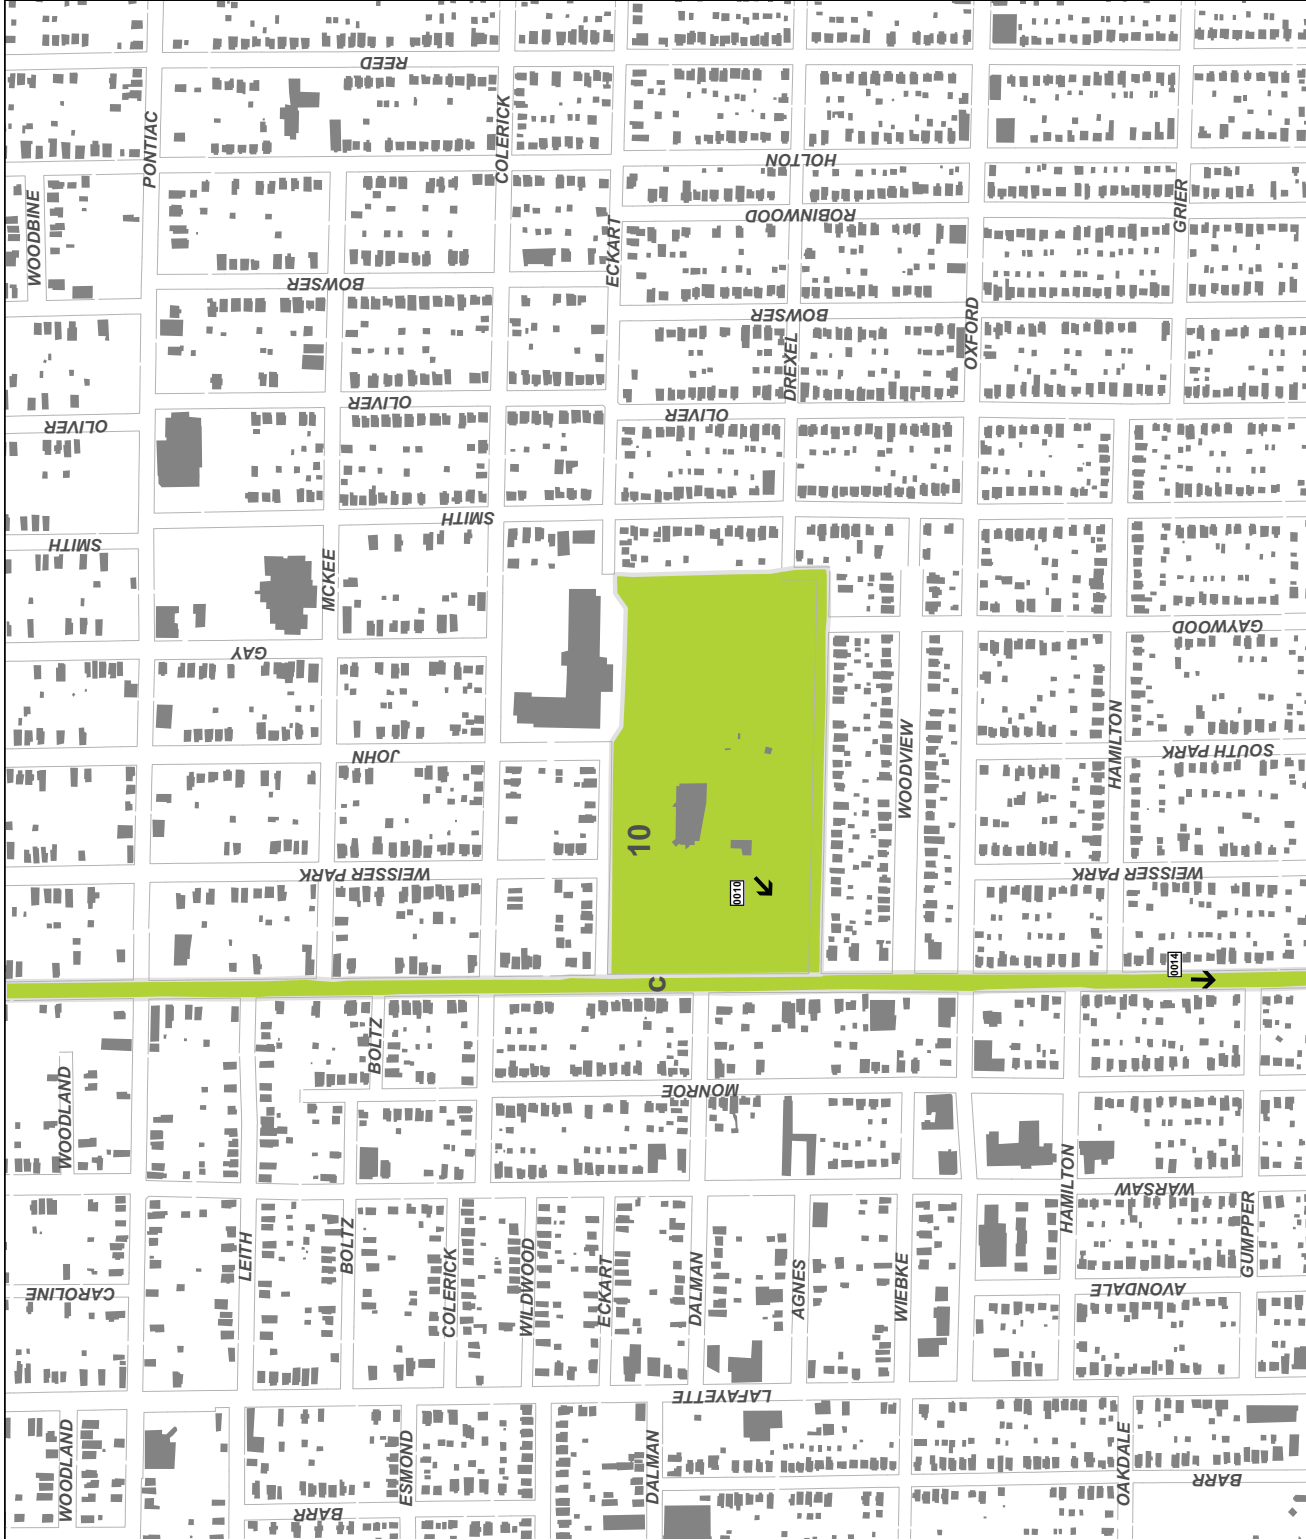 REED
COLERICK
PONTIAC
HOLTON
WOODBINE
GRIER
ROBINWOOD
ECKART
BOWSER
BOWSER
OXFORD
DREXEL
OLIVER
OLIVER
OLIVER
SMITH
SMITH
MCKEE
GAYWOOD
GAY
HAMILTON
SOUTH PARK
JOHN
WOODVIEW
10
WEISSER PARK
WEISSER PARK
0010
0014
C
BOLTZ
MONROE
WOODLAND
HAMILTON
WARSAW
GUMPPER
LEITH
BOLTZ
COLERICK
WILDWOOD
ECKART
DALMAN
AGNES
WIEBKE
AVONDALE
CAROLINE
LAFAYETTE
WOODLAND
ESMOND
DALMAN
OAKDALE
BARR
BARR